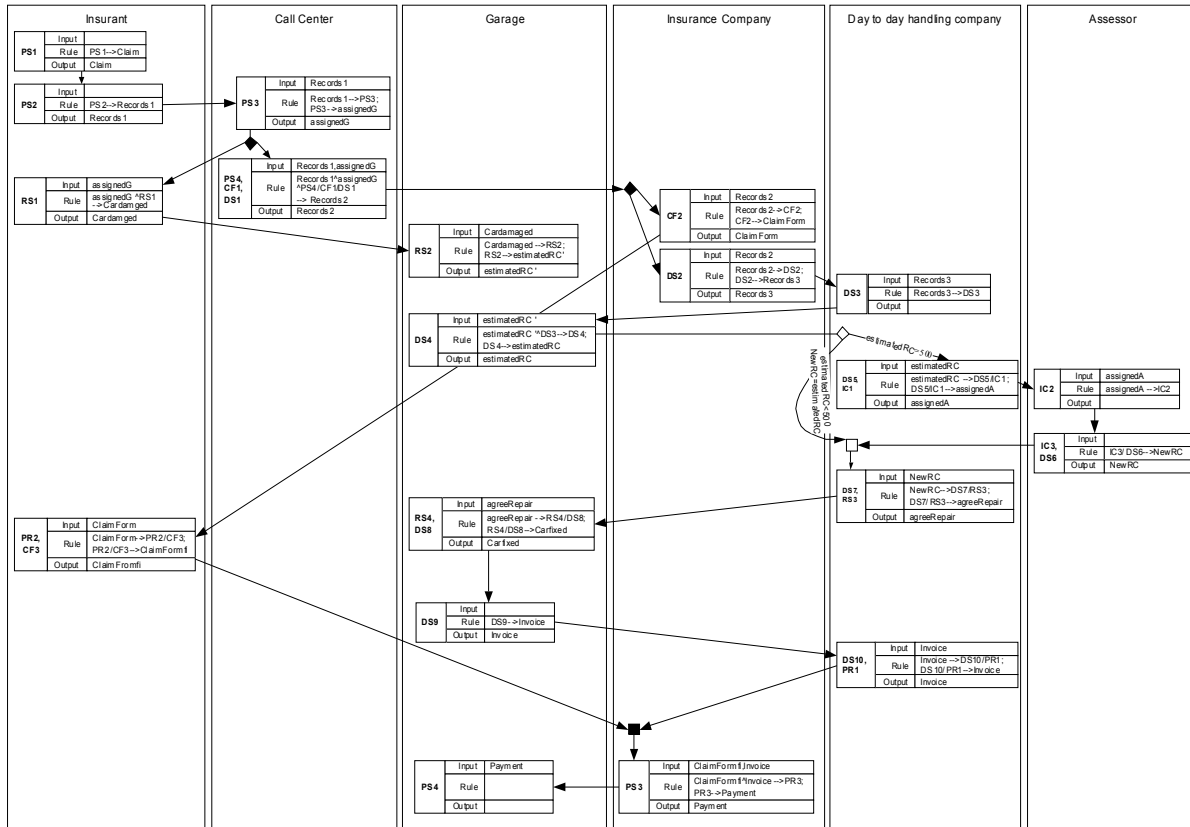 Insurant
Call Center
Garage
Insurance Company
Day to day handling company
Assessor
PS1
Input
Rule PS1-->Claim
Output Claim
PS2
Input
Rule PS2-->Records1
Output Records1
PS3
Input Records1
Rule Records1-->PS3;
PS3-->assignedG
Output assignedG
PS4,
CF1,
DS1
Input Records1,assignedG
Rule Records1^assignedG
^PS4/CF1/DS1
--> Records2
Output Records2
RS1
Input assignedG
Rule assignedG ^RS1
-->Cardamged
Output Cardamged
RS2
Input Cardamaged
Rule Cardamaged-->RS2;
RS2-->estimatedRC'
Output estimatedRC'
CF2
Input Records2
Rule Records2-->CF2;
CF2-->ClaimForm
Output ClaimForm
DS2
Input Records2
Rule Records2-->DS2;
DS2-->Records3
Output Records3
DS3
Input Records3
Rule Records3-->DS3
Output
DS4
Input estimatedRC '
Rule estimatedRC '^DS3-->DS4;
DS4-->estimatedRC
Output estimatedRC
estimatedRC=500
estimatedRC<500
NewRC=estimatedRC
DS5,
IC1
Input estimatedRC
Rule estimatedRC -->DS5/IC1;
DS5/IC1-->assignedA
Output assignedA
IC2
Input assignedA
Rule assignedA-->IC2
Output
IC3,
DS6
Input
Rule IC3/ DS6-->NewRC
Output NewRC
DS7,
RS3
Input NewRC
Rule NewRC-->DS7/RS3;
DS7/ RS3-->agreeRepair
Output agreeRepair
RS4,
DS8
Input agreeRepair
Rule agreeRepair-->RS4/DS8;
RS4/DS8-->Carfixed
Output Carfixed
PR2,
CF3
Input ClaimForm
Rule ClaimForm-->PR2/CF3;
PR2/CF3-->ClaimFormfi
Output ClaimFromfi
DS9
Input
Rule DS9-->Invoice
Output Invoice
DS10,
PR1
Input Invoice
Rule Invoice-->DS10/PR1;
DS10/PR1-->Invoice
Output Invoice
PS4
Input Payment
Rule
Output
PS3
Input ClaimFormfi,Invoice
Rule ClaimFormfi^Invoice-->PR3;
PR3-->Payment
Output Payment